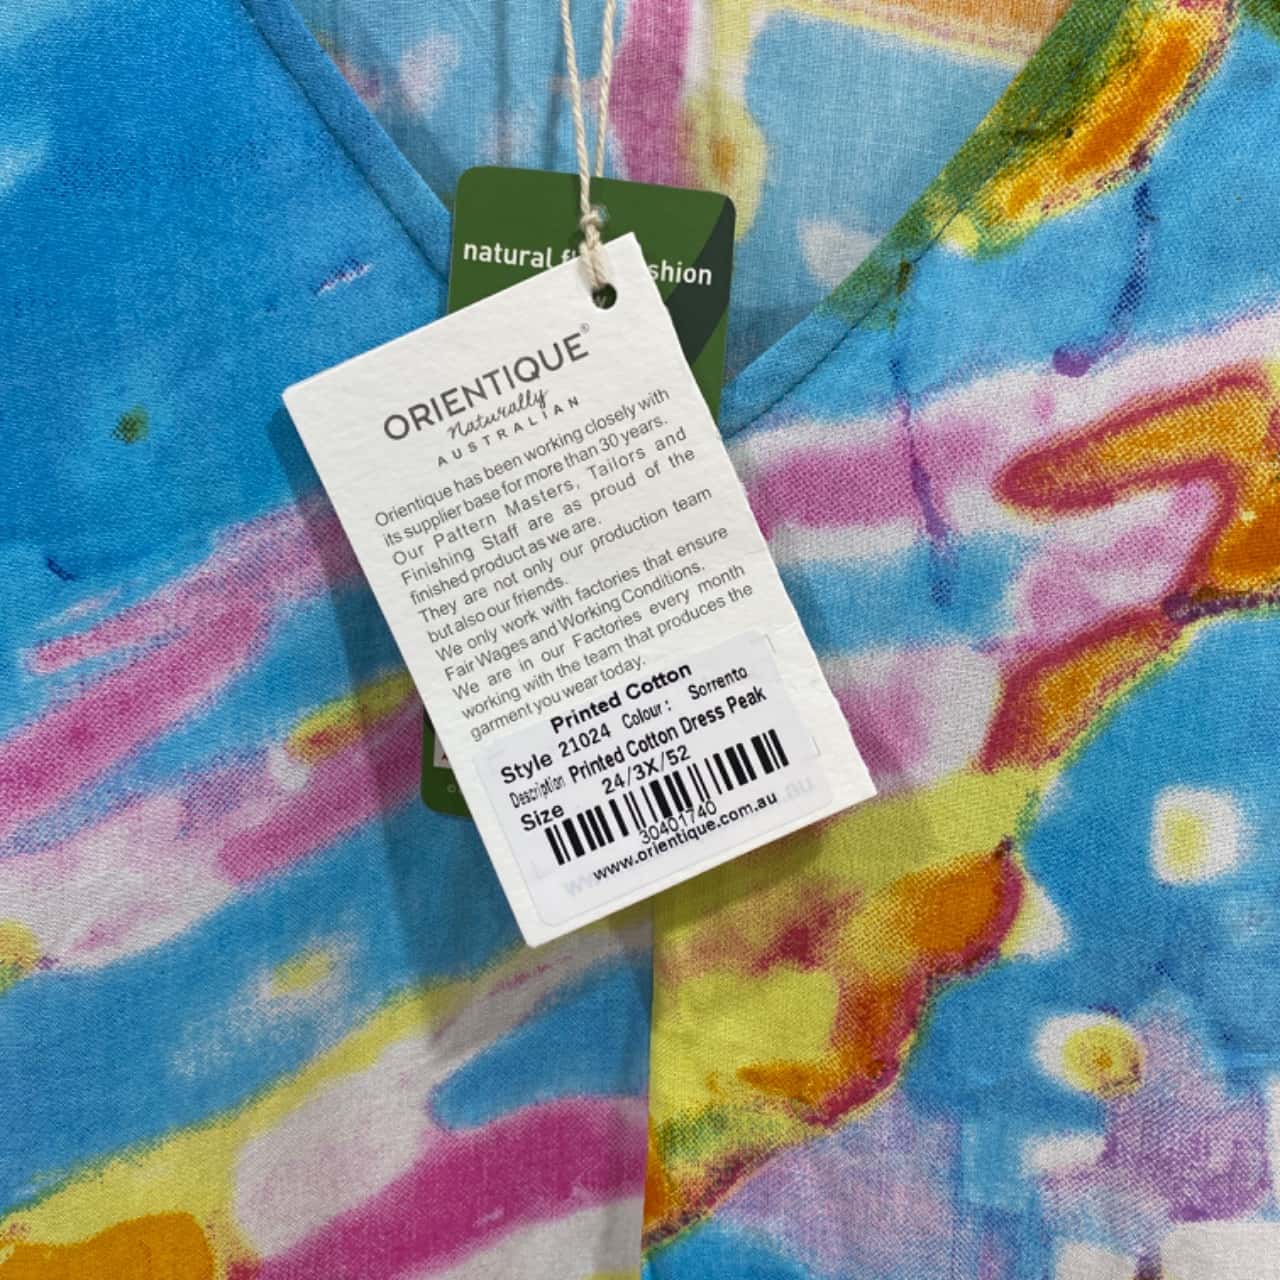 natural f shion
ORIENTIQUE®
Naturally
AUSTRALIAN
Orientique has been working closely with
its supplier base for more than 30 years.
Our Pattern Masters, Tailors and
Finishing Staff are as proud of the
finished product as we are.
They are not only our production team
but also our friends.
We only work with factories that ensure
Fair Wages and Working Conditions.
We are in our Factories every month
working with the team that produces the
garment you wear today.
Printed Cotton
Style 21024 Colour : Sorrento
Description Printed Cotton Dress Peak
Size 24/3X/52
30401740
www.orientique.com.au